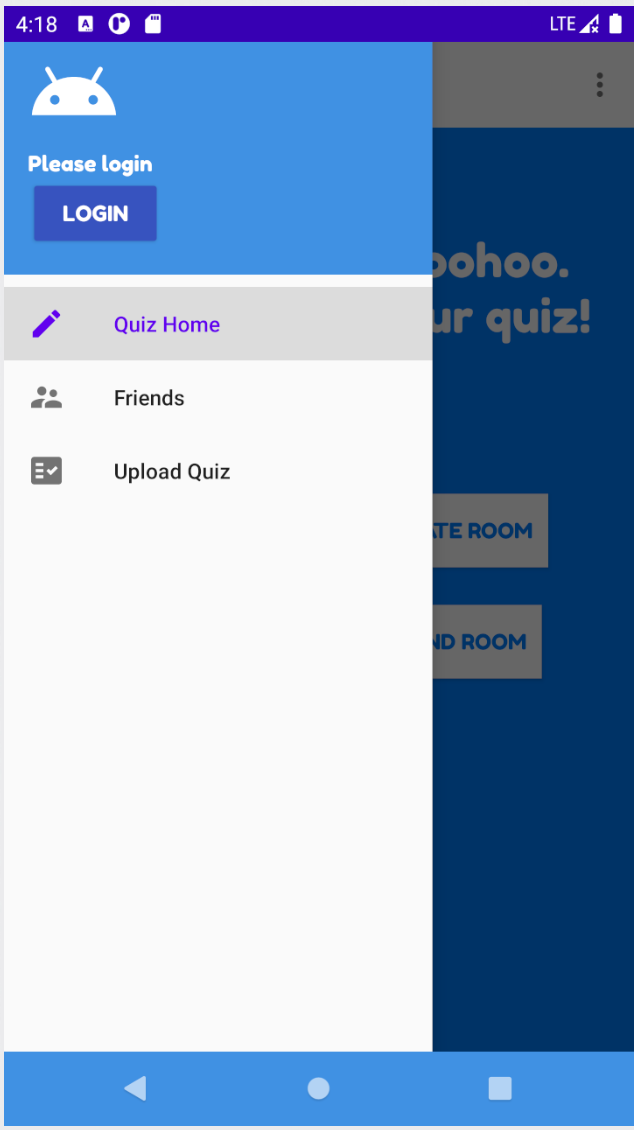 4:18 LTE
Please login
LOGIN
oohoo.
ur quiz!
Quiz Home
Friends
Upload Quiz
ATE ROOM
ND ROOM